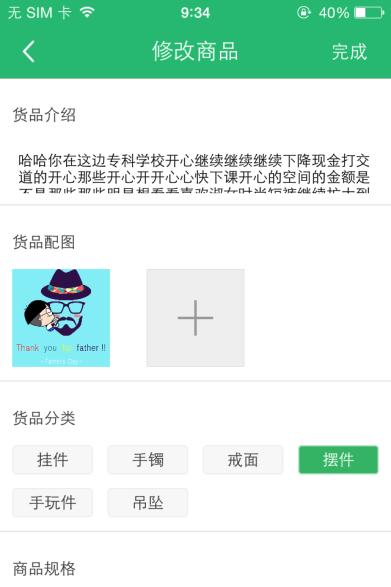 无 SIM 卡 9:34 40%
修改商品 完成
货品介绍
哈哈你在这边专科学校开心继续继续继续下降现金打交
道的开心那些开心开开心心快下课开心的空间的金额是
货品配图
Thank you for father !!
- Fathers Day -
货品分类
挂件 手镯 戒面 摆件
手玩件 吊坠
商品规格